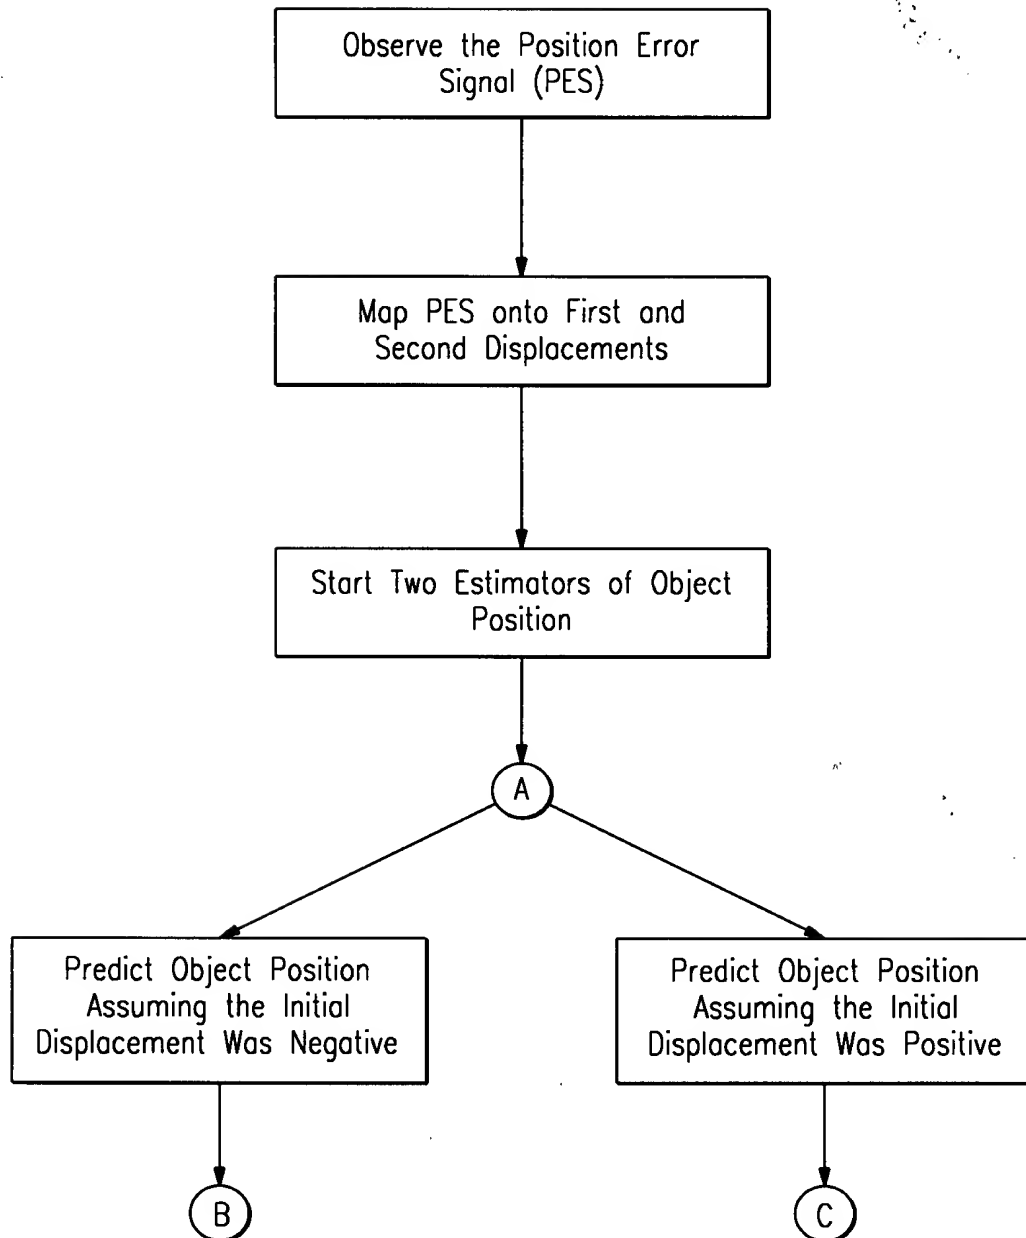 Observe the Position Error
Signal (PES)
Map PES onto First and
Second Displacements
Start Two Estimators of Object
Position
A
Predict Object Position
Assuming the Initial
Displacement Was Negative
Predict Object Position
Assuming the Initial
Displacement Was Positive
B
C